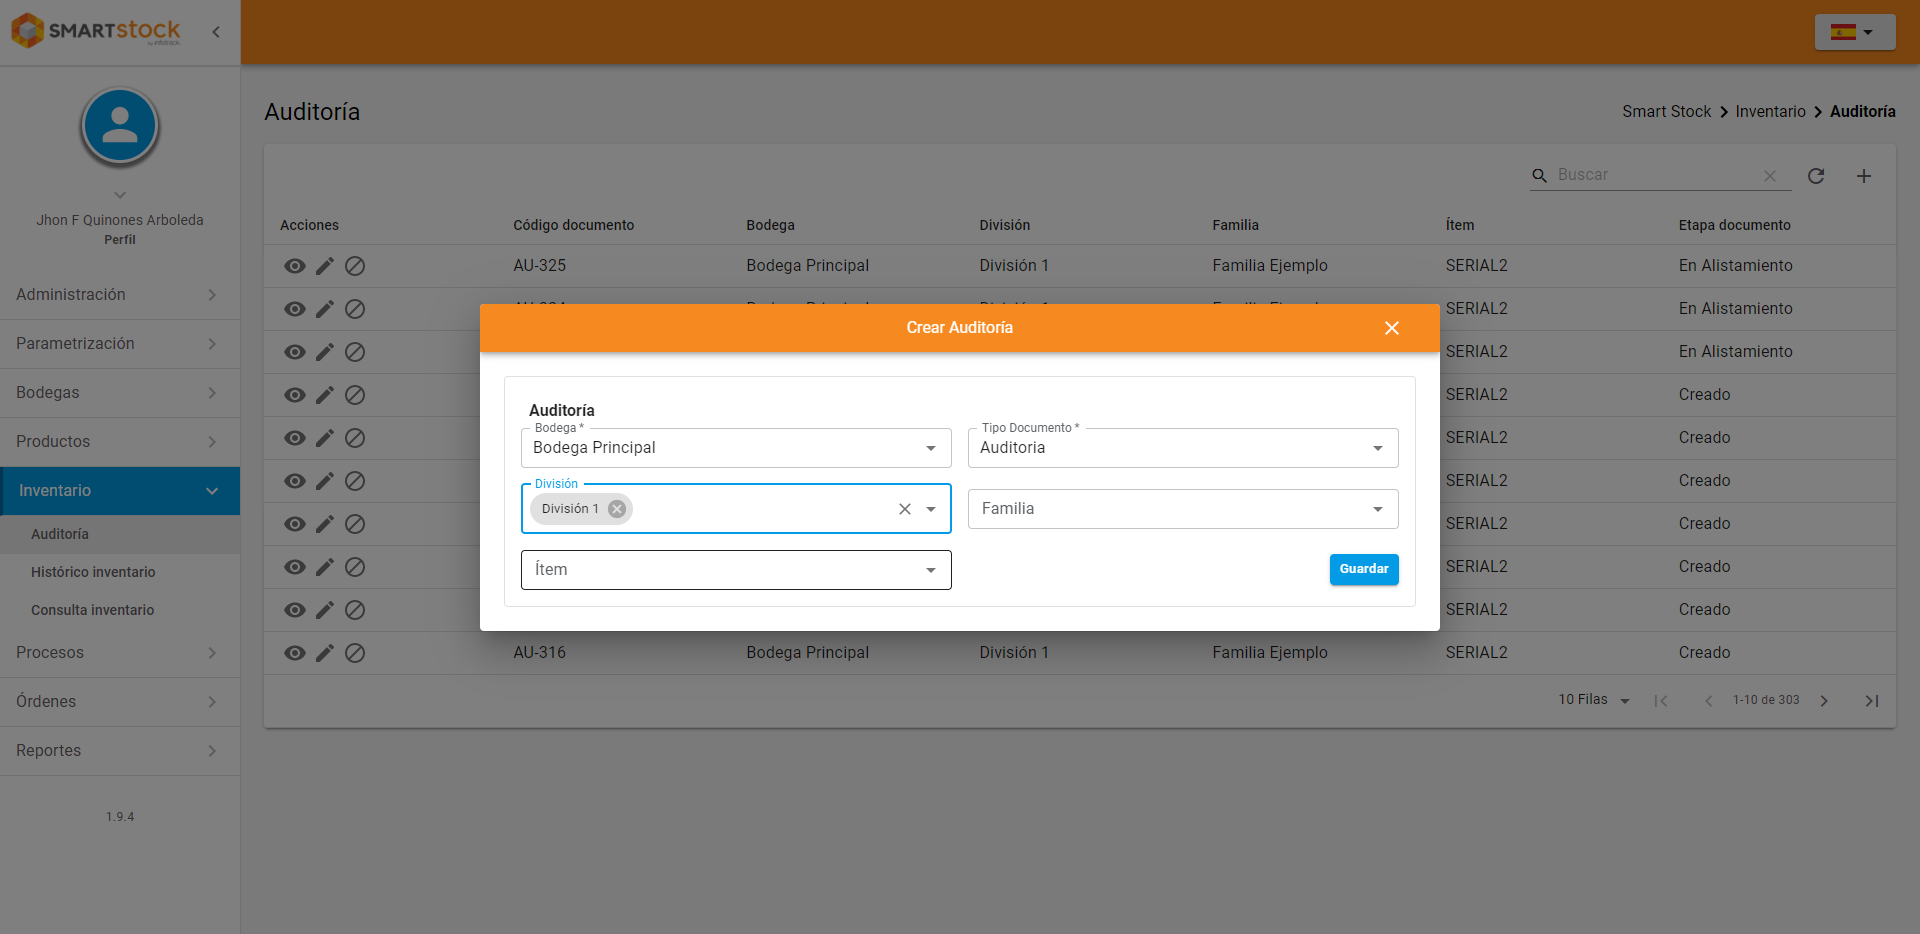 SMARTstock
by infotrack
Jhon F Quinones Arboleda
Perfil
Administración
Parametrización
Bodegas
Productos
Inventario
Auditoría
Histórico inventario
Consulta inventario
Procesos
Órdenes
Reportes
1.9.4
Auditoría
Smart Stock > Inventario > Auditoría
Buscar
Acciones Código documento Bodega División Familia Ítem Etapa documento
AU-325 Bodega Principal División 1 Familia Ejemplo SERIAL2 En Alistamiento
SERIAL2 En Alistamiento
SERIAL2 En Alistamiento
SERIAL2 Creado
SERIAL2 Creado
SERIAL2 Creado
SERIAL2 Creado
SERIAL2 Creado
SERIAL2 Creado
AU-316 Bodega Principal División 1 Familia Ejemplo SERIAL2 Creado
10 Filas 1-10 de 303
Crear Auditoría
Auditoría
Bodega *
Bodega Principal
Tipo Documento *
Auditoria
División
División 1
Familia
Ítem
Guardar